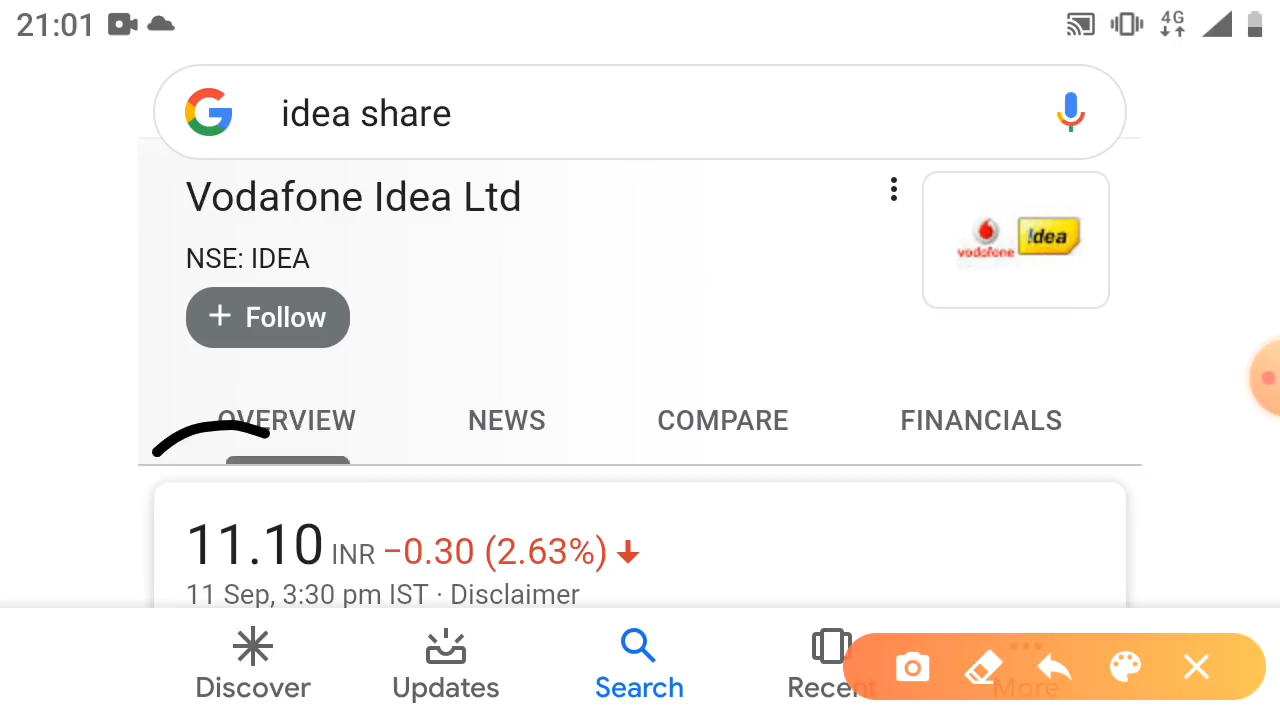 21:01 4G
idea share
Vodafone Idea Ltd
vodafone !dea
NSE: IDEA
+ Follow
OVERVIEW NEWS COMPARE FINANCIALS
11.10 INR −0.30 (2.63%)
11 Sep, 3:30 pm IST · Disclaimer
Discover Updates Search Recent More